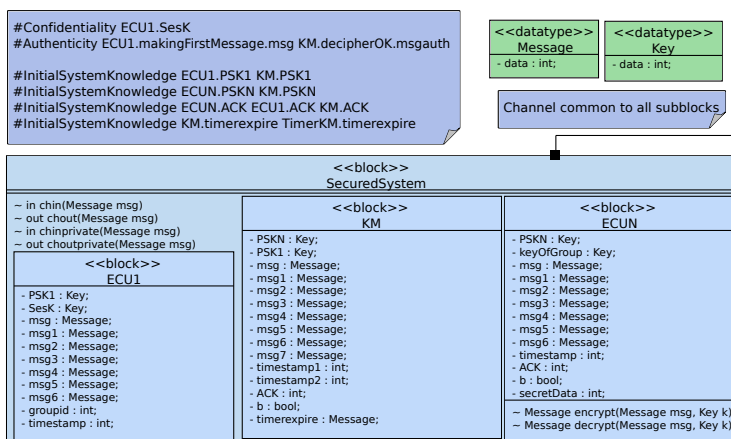 #Confidentiality ECU1.SesK
#Authenticity ECU1.makingFirstMessage.msg KM.decipherOK.msgauth
#InitialSystemKnowledge ECU1.PSK1 KM.PSK1
#InitialSystemKnowledge ECUN.PSKN KM.PSKN
#InitialSystemKnowledge ECUN.ACK ECU1.ACK KM.ACK
#InitialSystemKnowledge KM.timerexpire TimerKM.timerexpire
<<datatype>>
Message
- data : int;
<<datatype>>
Key
- data : int;
Channel common to all subblocks
<<block>>
SecuredSystem
~ in chin(Message msg)
~ out chout(Message msg)
~ in chinprivate(Message msg)
~ out choutprivate(Message msg)
<<block>>
ECU1
- PSK1 : Key;
- SesK : Key;
- msg : Message;
- msg1 : Message;
- msg2 : Message;
- msg3 : Message;
- msg4 : Message;
- msg5 : Message;
- msg6 : Message;
- groupid : int;
- timestamp : int;
<<block>>
KM
- PSKN : Key;
- PSK1 : Key;
- msg : Message;
- msg1 : Message;
- msg2 : Message;
- msg3 : Message;
- msg4 : Message;
- msg5 : Message;
- msg6 : Message;
- msg7 : Message;
- timestamp1 : int;
- timestamp2 : int;
- ACK : int;
- b : bool;
- timerexpire : Message;
<<block>>
ECUN
- PSKN : Key;
- keyOfGroup : Key;
- msg : Message;
- msg1 : Message;
- msg2 : Message;
- msg3 : Message;
- msg4 : Message;
- msg5 : Message;
- msg6 : Message;
- timestamp : int;
- ACK : int;
- b : bool;
- secretData : int;
~ Message encrypt(Message msg, Key k)
~ Message decrypt(Message msg, Key k)